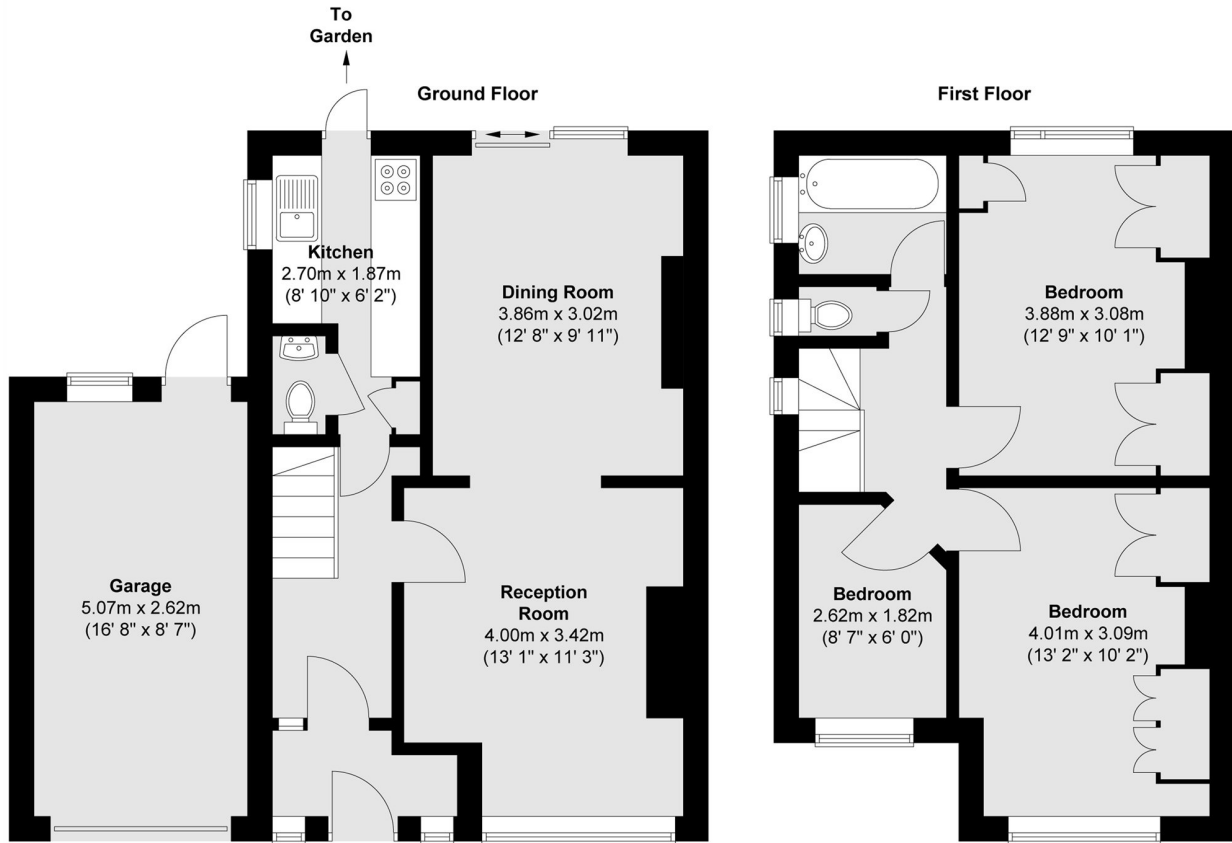 To
Garden
Ground Floor
First Floor
Kitchen
2.70m x 1.87m
(8' 10" x 6' 2")
Dining Room
3.86m x 3.02m
(12' 8" x 9' 11")
Bedroom
3.88m x 3.08m
(12' 9" x 10' 1")
Garage
5.07m x 2.62m
(16' 8" x 8' 7")
Reception
Room
4.00m x 3.42m
(13' 1" x 11' 3")
Bedroom
2.62m x 1.82m
(8' 7" x 6' 0")
Bedroom
4.01m x 3.09m
(13' 2" x 10' 2")